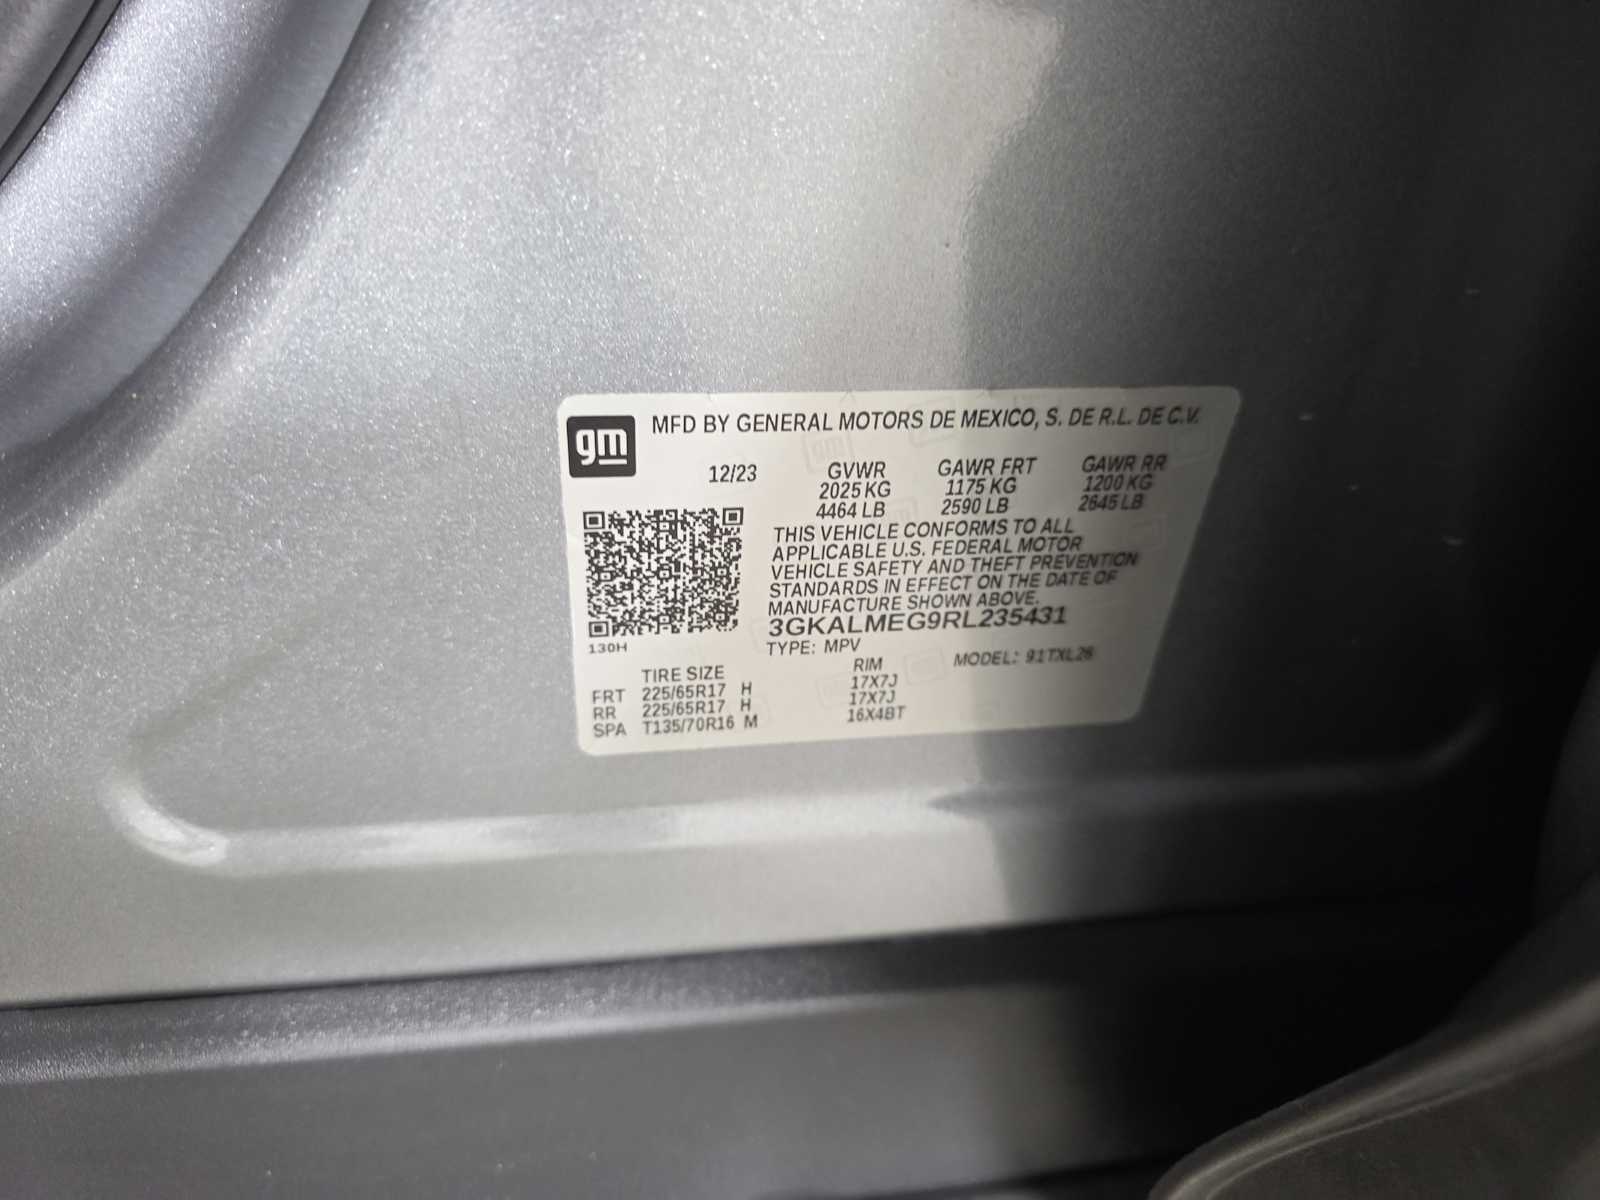 gm
MFD BY GENERAL MOTORS DE MEXICO, S. DE R.L. DE C.V.
12/23 GVWR GAWR FRT GAWR RR
2025 KG 1175 KG 1200 KG
4464 LB 2590 LB 2645 LB
THIS VEHICLE CONFORMS TO ALL
APPLICABLE U.S. FEDERAL MOTOR
VEHICLE SAFETY AND THEFT PREVENTION
STANDARDS IN EFFECT ON THE DATE OF
MANUFACTURE SHOWN ABOVE.
3GKALMEG9RL235431
130H
TYPE: MPV MODEL: 91TXL26
TIRE SIZE RIM
FRT 225/65R17 H 17X7J
RR 225/65R17 H 17X7J
SPA T135/70R16 M 16X4BT